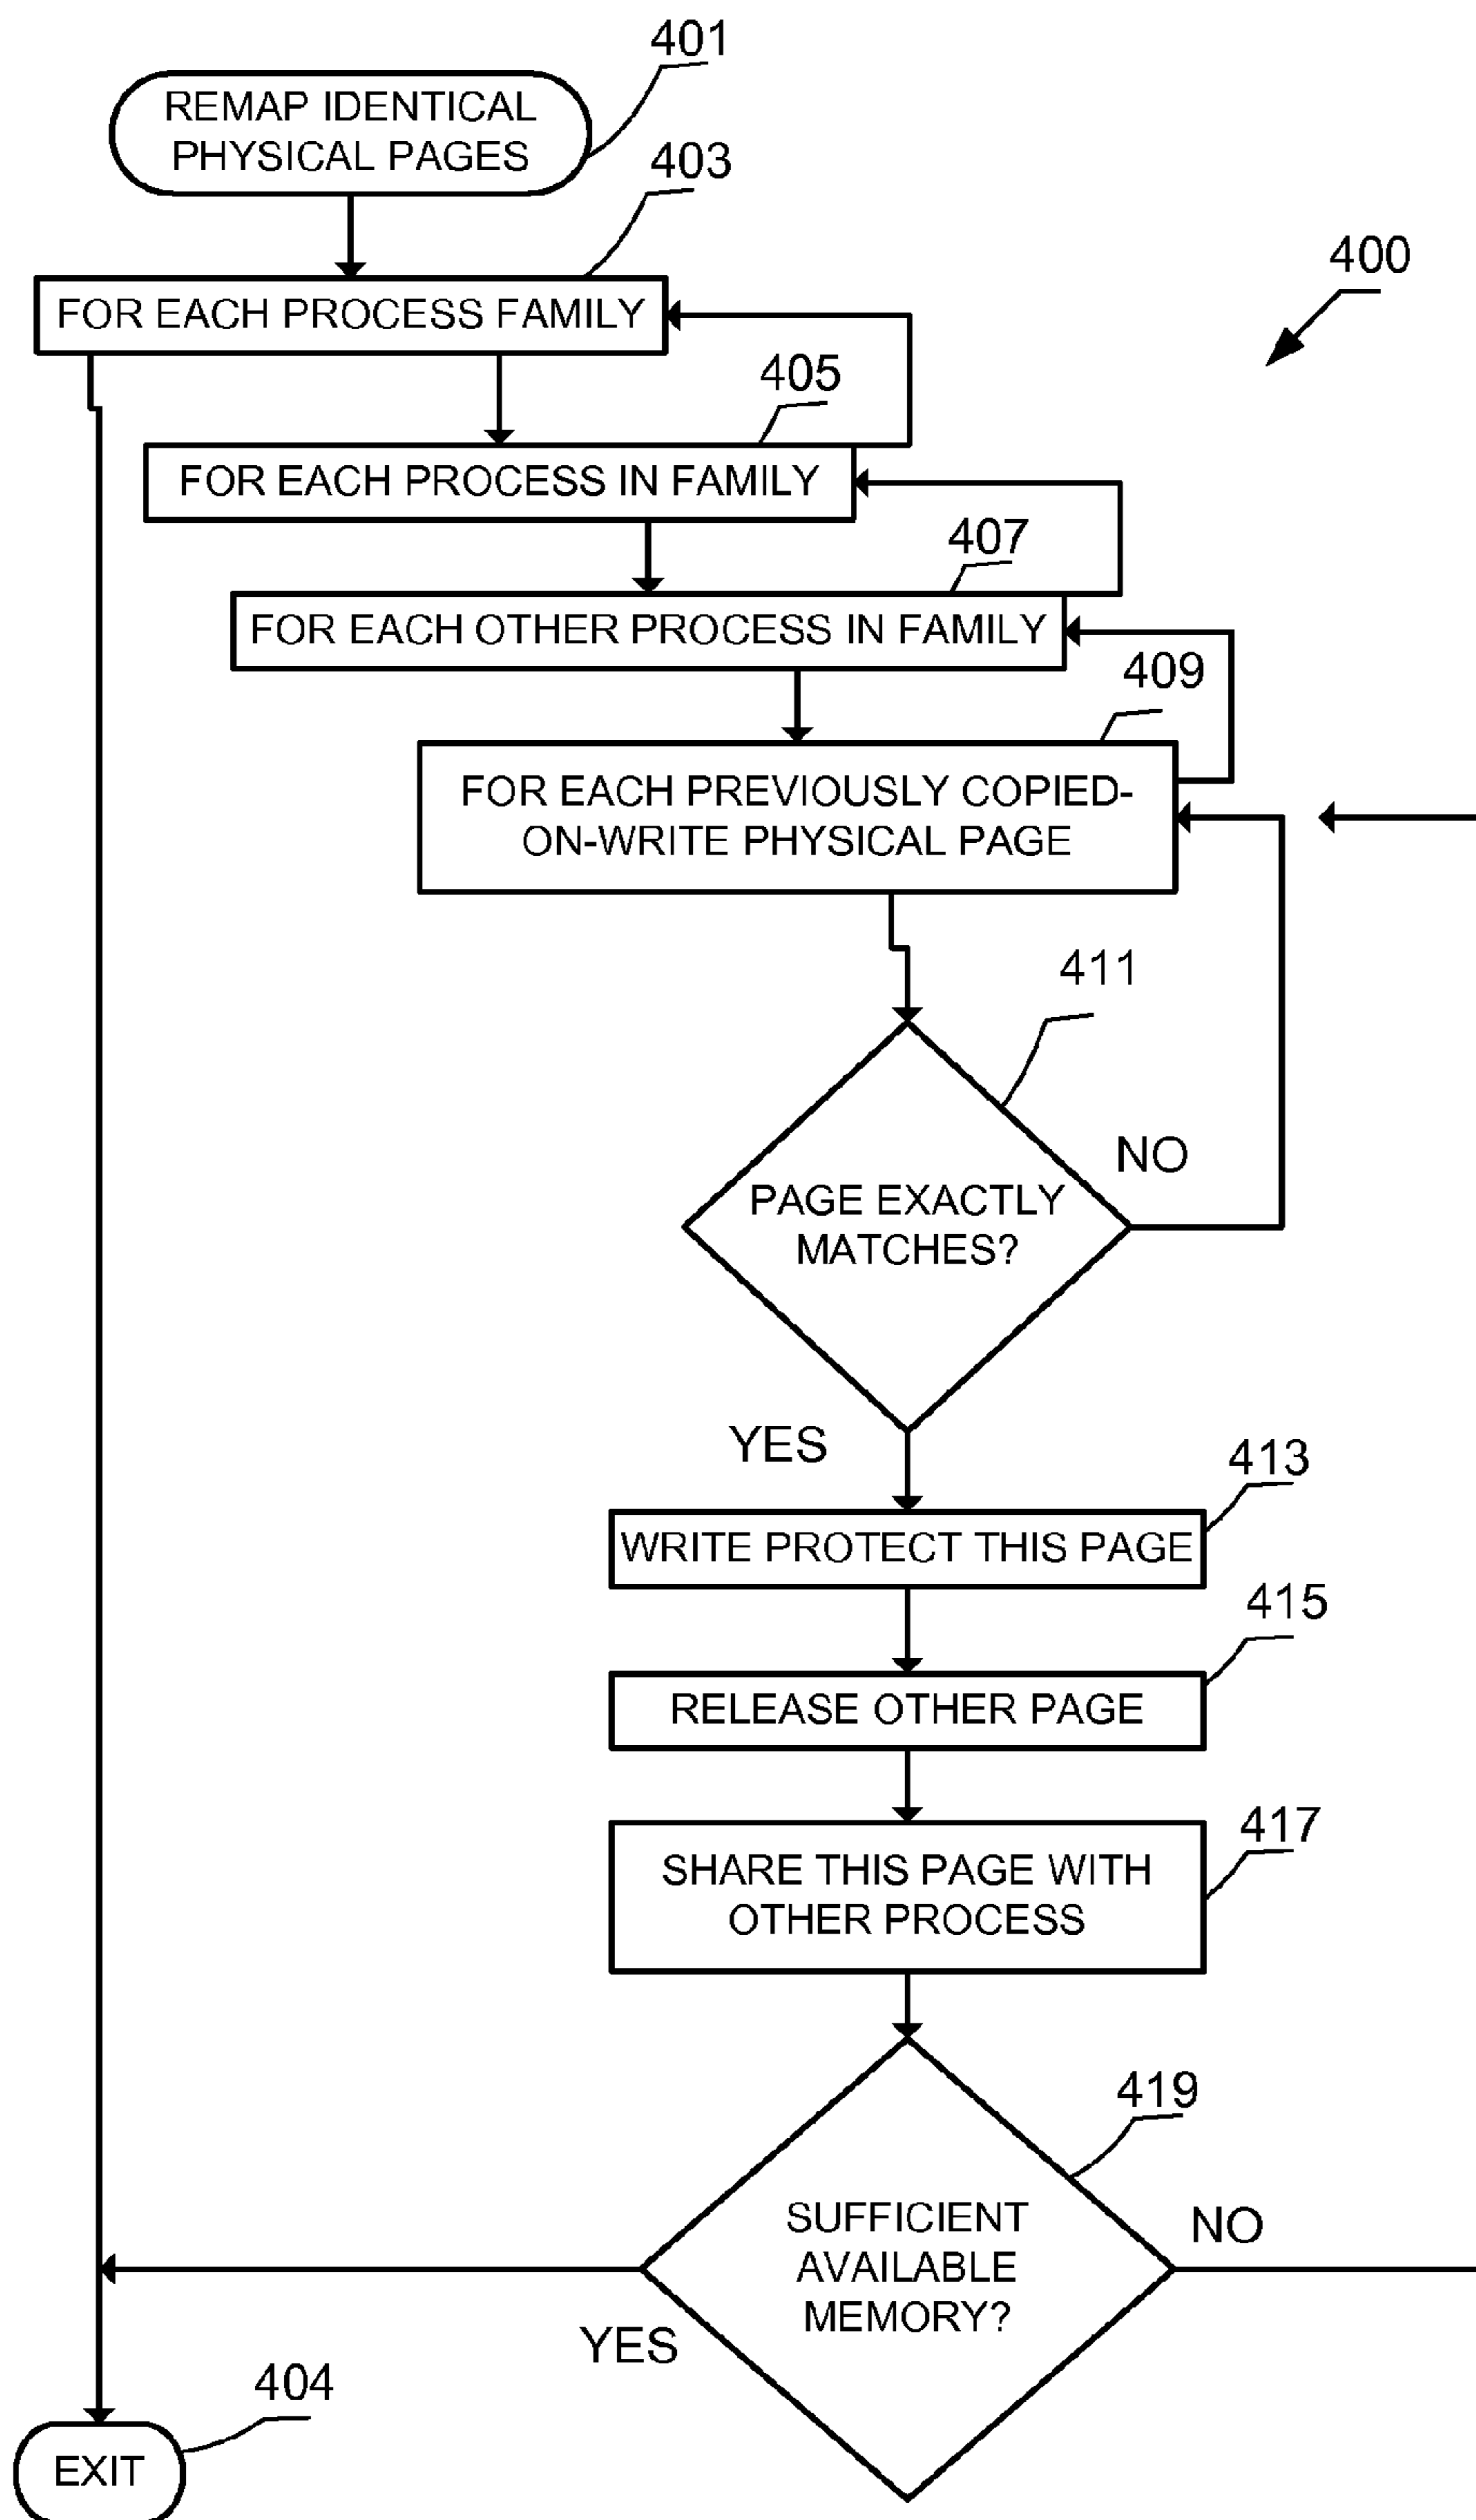 401
REMAP IDENTICAL
PHYSICAL PAGES
403
400
FOR EACH PROCESS FAMILY
405
FOR EACH PROCESS IN FAMILY
407
FOR EACH OTHER PROCESS IN FAMILY
409
FOR EACH PREVIOUSLY COPIED-
ON-WRITE PHYSICAL PAGE
411
NO
PAGE EXACTLY
MATCHES?
YES
413
WRITE PROTECT THIS PAGE
415
RELEASE OTHER PAGE
417
SHARE THIS PAGE WITH
OTHER PROCESS
419
SUFFICIENT
AVAILABLE
MEMORY?
NO
YES
404
EXIT